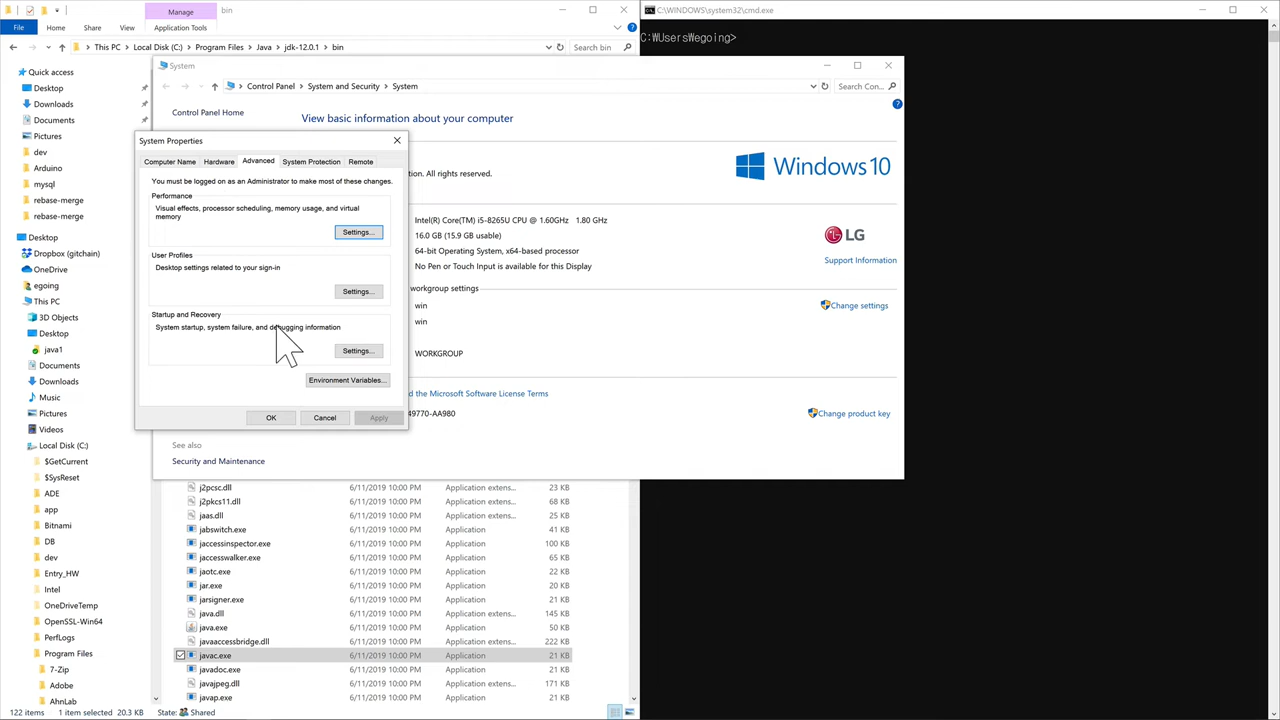 Manage
bin
C:\WINDOWS\system32\cmd.exe
File
Home
Share
View
Application Tools
This PC
Local Disk (C:)
Program Files
Java
jdk-12.0.1
bin
Search bin
C:₩Users₩egoing>
Quick access
Desktop
Downloads
Documents
Pictures
dev
Arduino
mysql
rebase-merge
rebase-merge
Desktop
Dropbox (gitchain)
OneDrive
egoing
This PC
3D Objects
Desktop
java1
Documents
Downloads
Music
Pictures
Videos
Local Disk (C:)
$GetCurrent
$SysReset
ADE
app
Bitnami
DB
dev
Entry_HW
Intel
OneDriveTemp
OpenSSL-Win64
PerfLogs
Program Files
7-Zip
Adobe
AhnLab
System
Control Panel
System and Security
System
Search Con...
Control Panel Home
View basic information about your computer
tion. All rights reserved.
Windows 10
Intel(R) Core(TM) i5-8265U CPU @ 1.60GHz 1.80 GHz
16.0 GB (15.9 GB usable)
64-bit Operating System, x64-based processor
No Pen or Touch Input is available for this Display
LG
Support Information
workgroup settings
win
Change settings
win
WORKGROUP
d the Microsoft Software License Terms
49770-AA980
Change product key
See also
Security and Maintenance
System Properties
Computer Name
Hardware
Advanced
System Protection
Remote
You must be logged on as an Administrator to make most of these changes.
Performance
Visual effects, processor scheduling, memory usage, and virtual
memory
Settings...
User Profiles
Desktop settings related to your sign-in
Settings...
Startup and Recovery
System startup, system failure, and debugging information
Settings...
Environment Variables...
OK
Cancel
Apply
j2pcsc.dll 6/11/2019 10:00 PM Application extens... 23 KB
j2pkcs11.dll 6/11/2019 10:00 PM Application extens... 68 KB
jaas.dll 6/11/2019 10:00 PM Application extens... 25 KB
jabswitch.exe 6/11/2019 10:00 PM Application 41 KB
jaccessinspector.exe 6/11/2019 10:00 PM Application 100 KB
jaccesswalker.exe 6/11/2019 10:00 PM Application 65 KB
jaotc.exe 6/11/2019 10:00 PM Application 22 KB
jar.exe 6/11/2019 10:00 PM Application 20 KB
jarsigner.exe 6/11/2019 10:00 PM Application 21 KB
java.dll 6/11/2019 10:00 PM Application extens... 145 KB
java.exe 6/11/2019 10:00 PM Application 50 KB
javaaccessbridge.dll 6/11/2019 10:00 PM Application extens... 222 KB
javac.exe 6/11/2019 10:00 PM Application 21 KB
javadoc.exe 6/11/2019 10:00 PM Application 21 KB
javajpeg.dll 6/11/2019 10:00 PM Application extens... 171 KB
javap.exe 6/11/2019 10:00 PM Application 21 KB
122 items
1 item selected
20.3 KB
State:
Shared